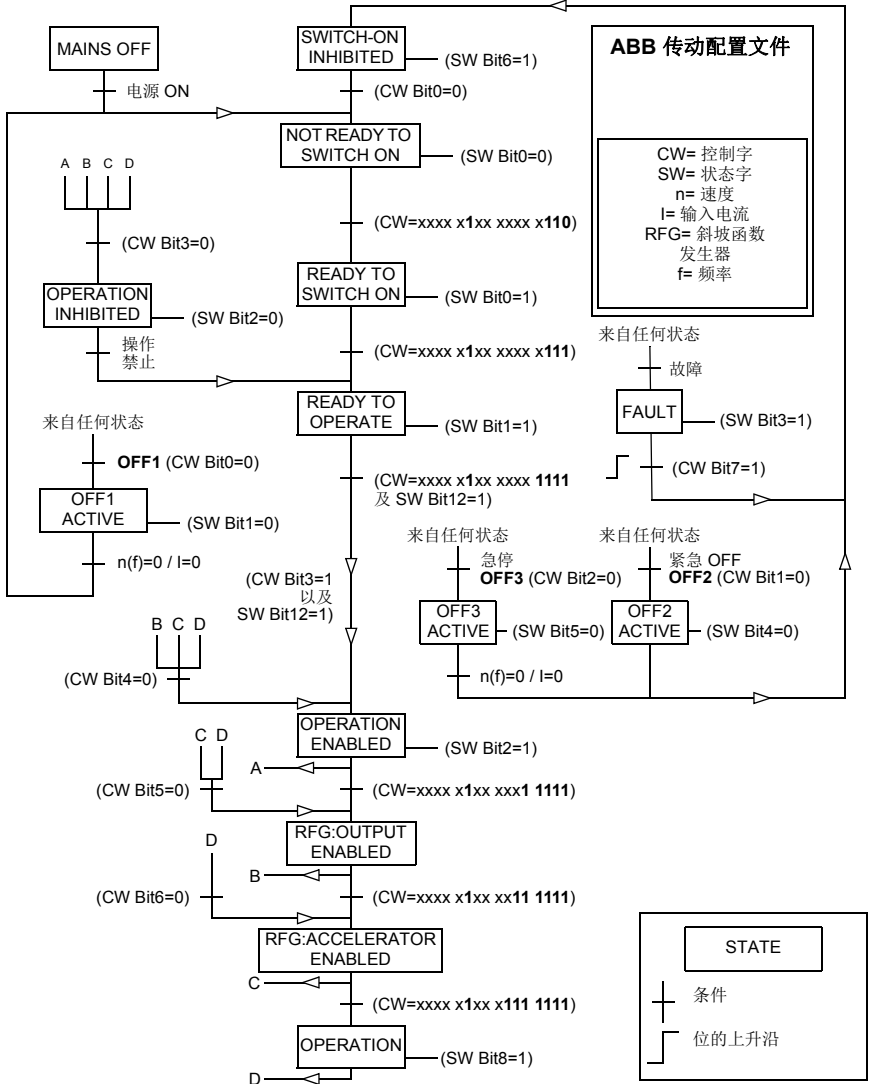 MAINS OFF
电源 ON
SWITCH-ON
INHIBITED
(SW Bit6=1)
(CW Bit0=0)
ABB 传动配置文件
CW= 控制字
SW= 状态字
n= 速度
I= 输入电流
RFG= 斜坡函数
发生器
f= 频率
NOT READY TO
SWITCH ON
(SW Bit0=0)
A B C D
(CW Bit3=0)
(CW=xxxx x1xx xxxx x110)
OPERATION
INHIBITED
(SW Bit2=0)
操作
禁止
READY TO
SWITCH ON
(SW Bit0=1)
(CW=xxxx x1xx xxxx x111)
来自任何状态
故障
FAULT
(SW Bit3=1)
(CW Bit7=1)
READY TO
OPERATE
(SW Bit1=1)
(CW=xxxx x1xx xxxx 1111
及 SW Bit12=1)
来自任何状态
OFF1 (CW Bit0=0)
OFF1
ACTIVE
(SW Bit1=0)
n(f)=0 / I=0
(CW Bit3=1
以及
SW Bit12=1)
来自任何状态
急停
OFF3 (CW Bit2=0)
OFF3
ACTIVE
(SW Bit5=0)
n(f)=0 / I=0
来自任何状态
紧急 OFF
OFF2 (CW Bit1=0)
OFF2
ACTIVE
(SW Bit4=0)
B C D
(CW Bit4=0)
OPERATION
ENABLED
(SW Bit2=1)
A
C D
(CW Bit5=0)
(CW=xxxx x1xx xxx1 1111)
RFG:OUTPUT
ENABLED
B
D
(CW Bit6=0)
(CW=xxxx x1xx xx11 1111)
RFG:ACCELERATOR
ENABLED
C
(CW=xxxx x1xx x111 1111)
OPERATION
(SW Bit8=1)
D
STATE
条件
位的上升沿